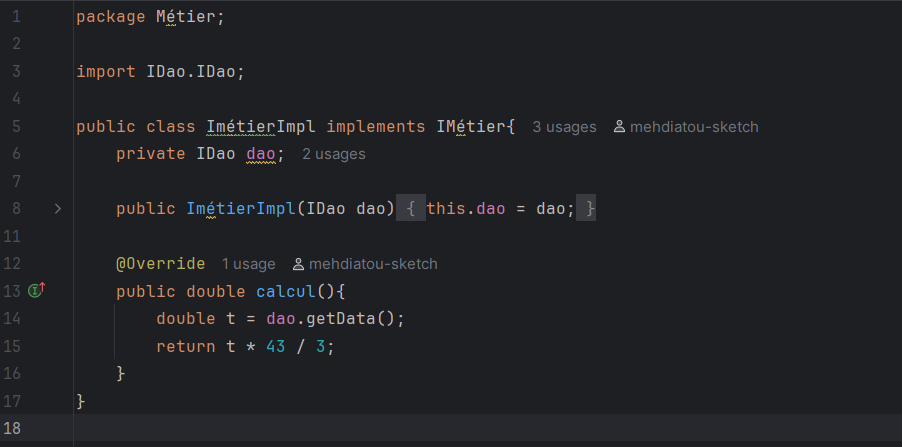 1 package Métier;
2
3 import IDao.IDao;
4
5 public class ImétierImpl implements IMétier{ 3 usages mehdiatou-sketch
6 private IDao dao; 2 usages
7
8 public ImétierImpl(IDao dao) { this.dao = dao; }
11
12 @Override 1 usage mehdiatou-sketch
13 public double calcul(){
14 double t = dao.getData();
15 return t * 43 / 3;
16 }
17 }
18